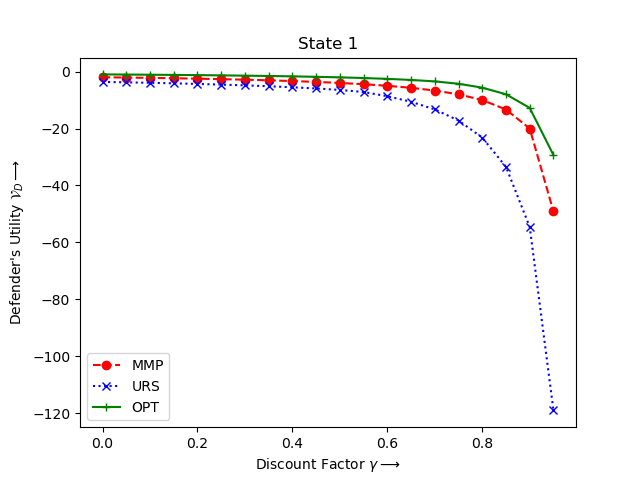 State 1
Defender's Utility 𝒱_D ⟶
0
−20
−40
−60
−80
−100
−120
MMP
URS
OPT
0.0 0.2 0.4 0.6 0.8
Discount Factor γ ⟶